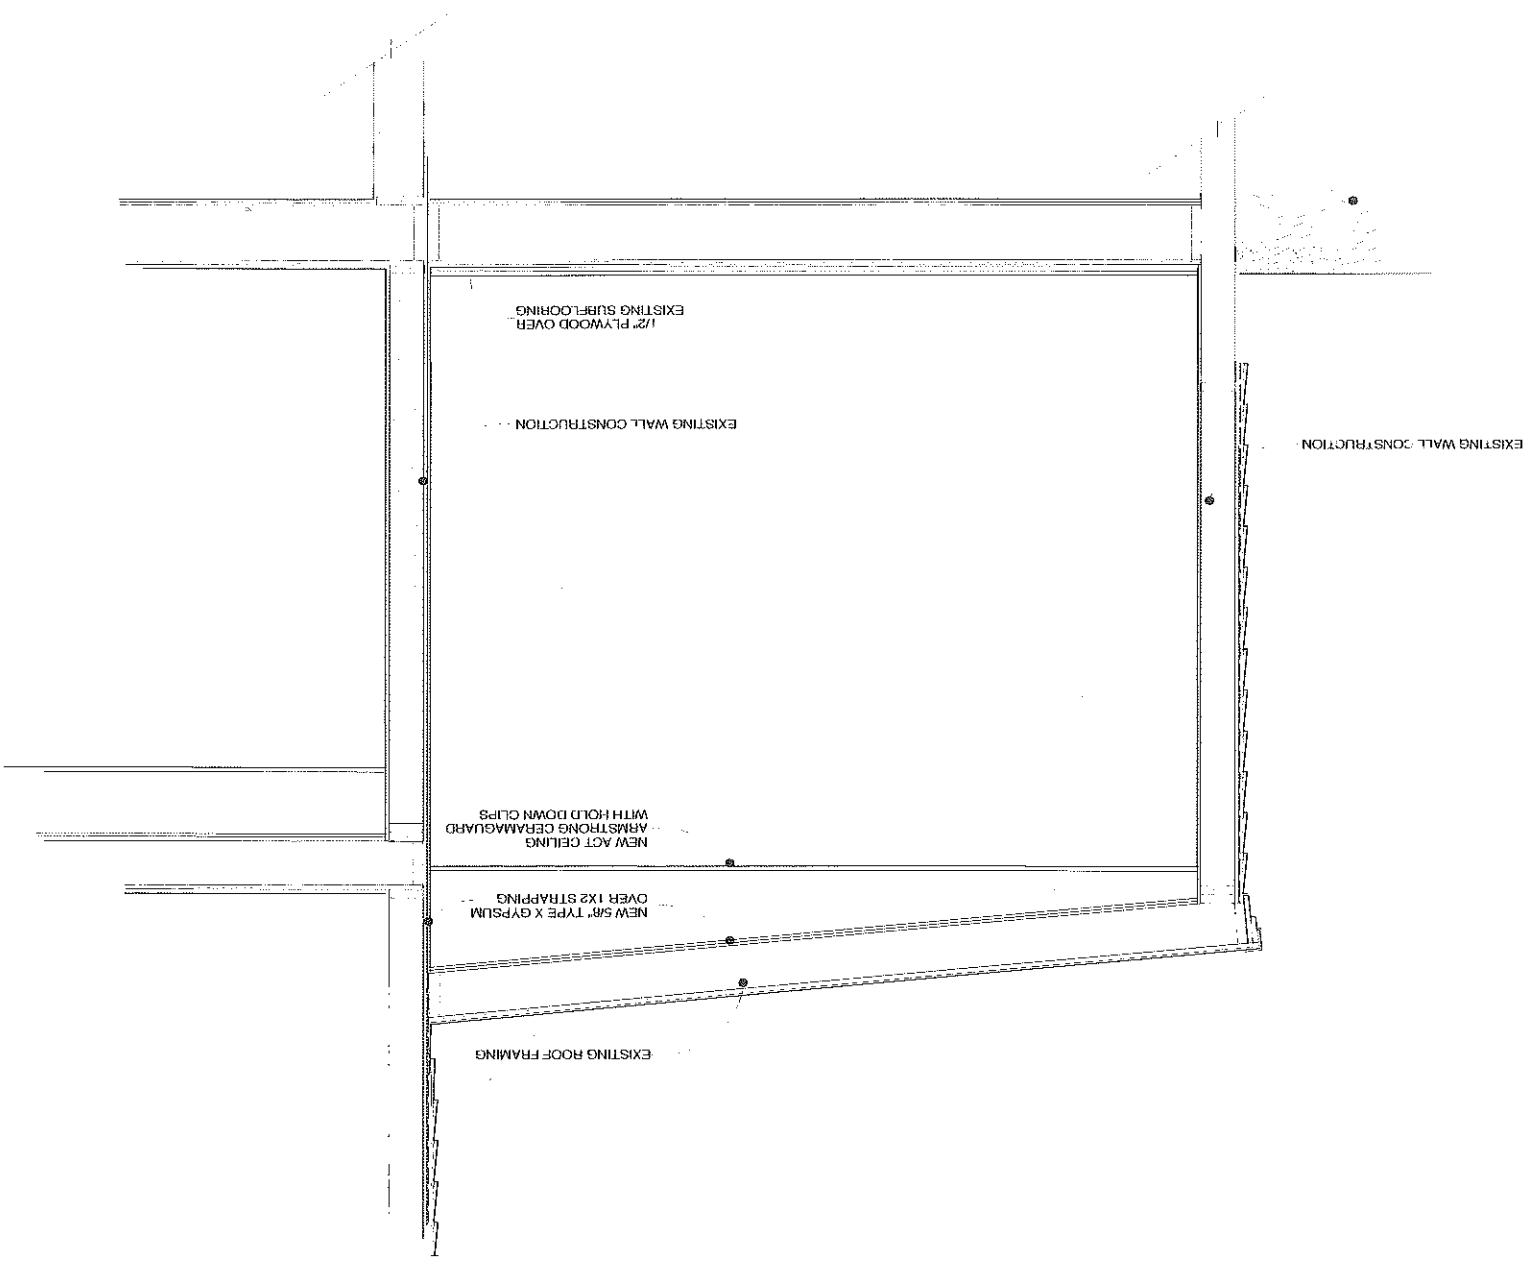 EXISTING ROOF FRAMING
NEW 5/8" TYPE X GYPSUM
OVER 1X2 STRAPPING
NEW ACT CEILING
ARMSTRONG CERAMAGUARD
WITH HOLD DOWN CLIPS
EXISTING WALL CONSTRUCTION
EXISTING WALL CONSTRUCTION
1/2" PLYWOOD OVER
EXISTING SUBFLOORING